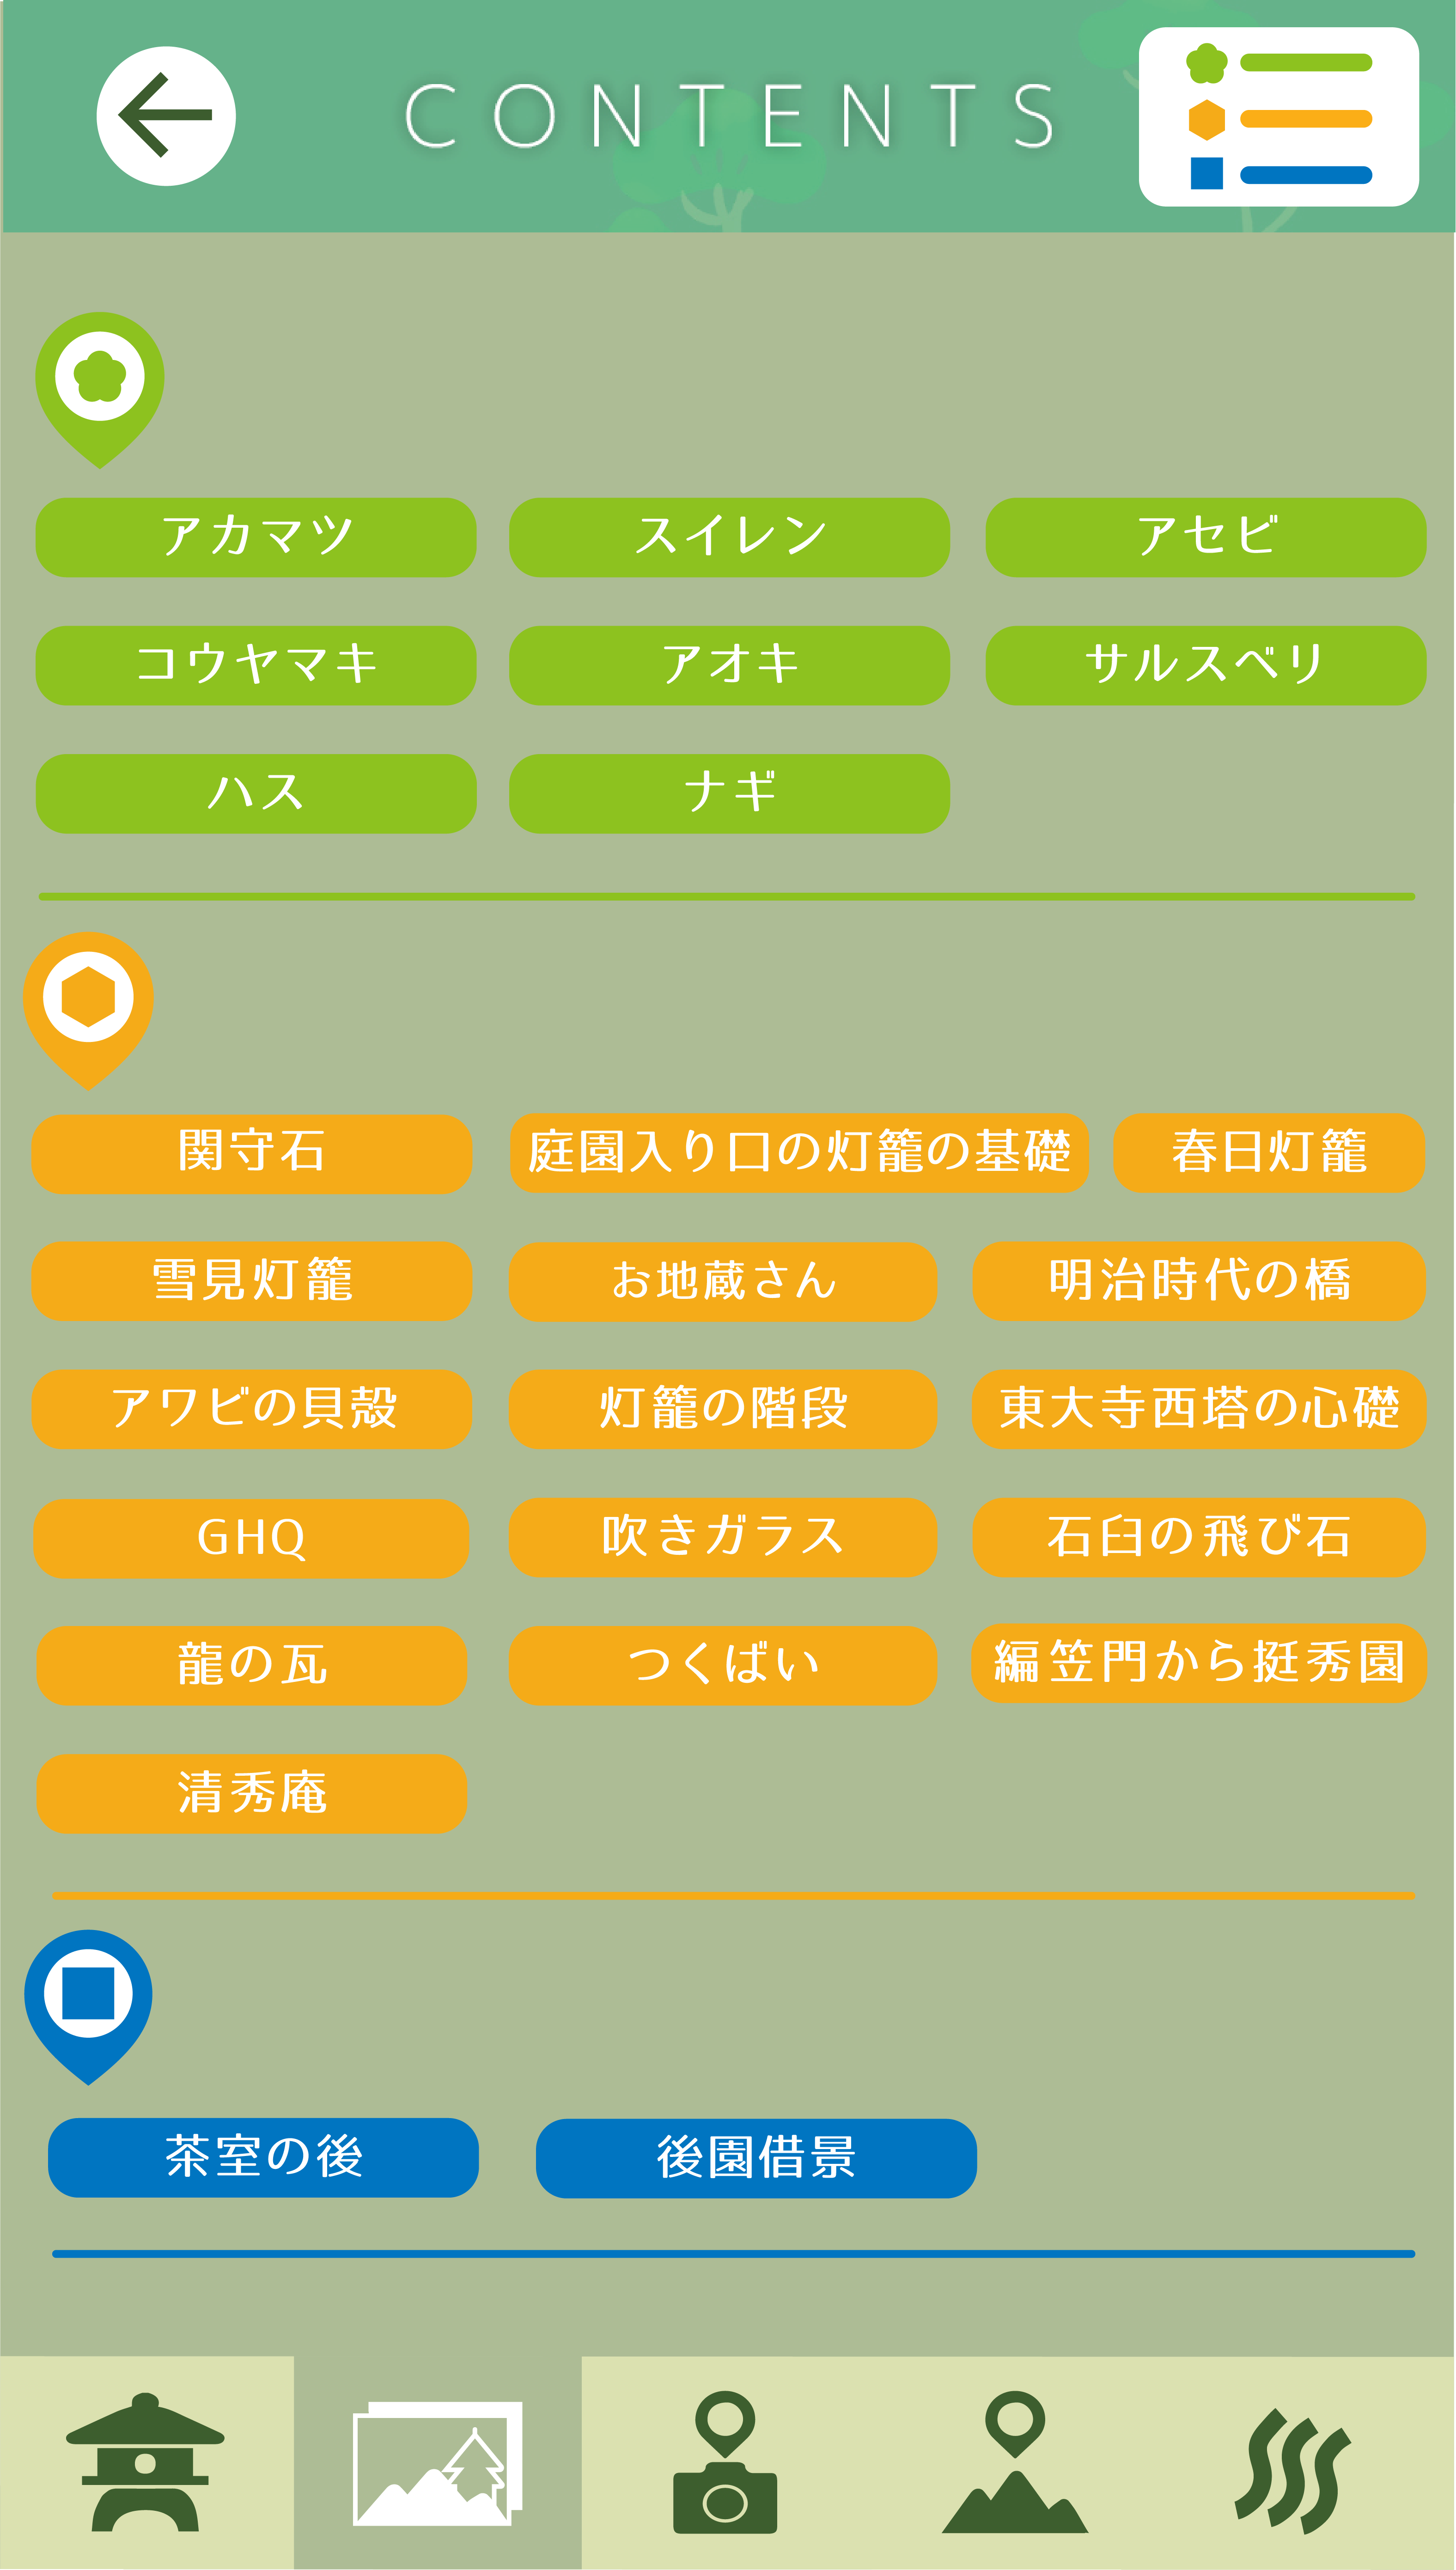 CONTENTS
アカマツ スイレン アセビ
コウヤマキ アオキ サルスベリ
ハス ナギ
関守石 庭園入り口の灯籠の基礎 春日灯籠
雪見灯籠 お地蔵さん 明治時代の橋
アワビの貝殻 灯籠の階段 東大寺西塔の心礎
GHQ 吹きガラス 石臼の飛び石
龍の瓦 つくばい 編笠門から挺秀園
清秀庵
茶室の後 後園借景